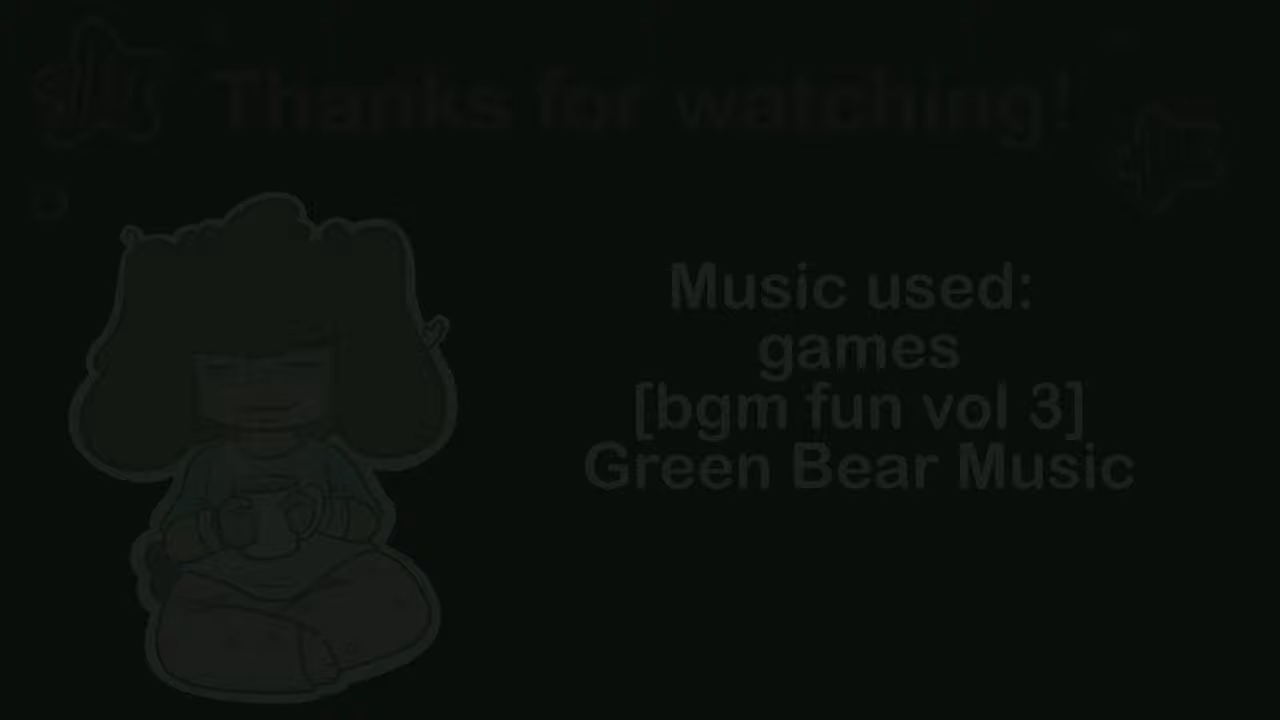 Thanks for watching!
Music used:
games
[bgm fun vol 3]
Green Bear Music